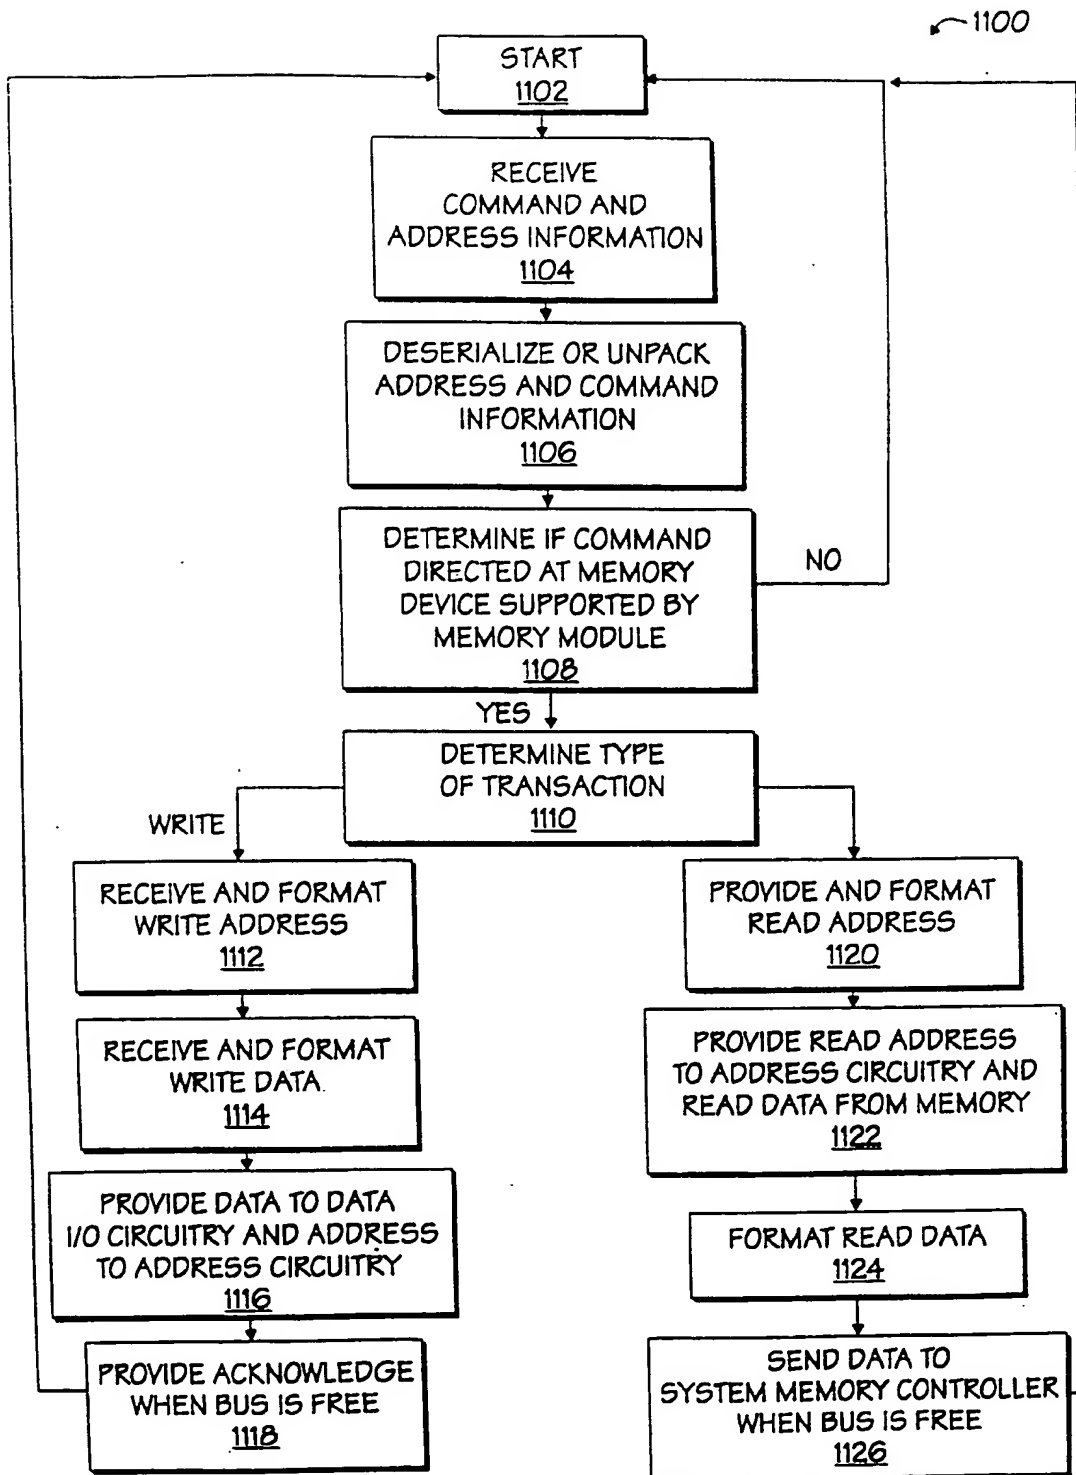 1100
START
1102
RECEIVE
COMMAND AND
ADDRESS INFORMATION
1104
DESERIALIZE OR UNPACK
ADDRESS AND COMMAND
INFORMATION
1106
DETERMINE IF COMMAND
DIRECTED AT MEMORY
DEVICE SUPPORTED BY
MEMORY MODULE
1108
NO
YES
DETERMINE TYPE
OF TRANSACTION
1110
WRITE
RECEIVE AND FORMAT
WRITE ADDRESS
1112
RECEIVE AND FORMAT
WRITE DATA
1114
PROVIDE DATA TO DATA
I/O CIRCUITRY AND ADDRESS
TO ADDRESS CIRCUITRY
1116
PROVIDE ACKNOWLEDGE
WHEN BUS IS FREE
1118
PROVIDE AND FORMAT
READ ADDRESS
1120
PROVIDE READ ADDRESS
TO ADDRESS CIRCUITRY AND
READ DATA FROM MEMORY
1122
FORMAT READ DATA
1124
SEND DATA TO
SYSTEM MEMORY CONTROLLER
WHEN BUS IS FREE
1126